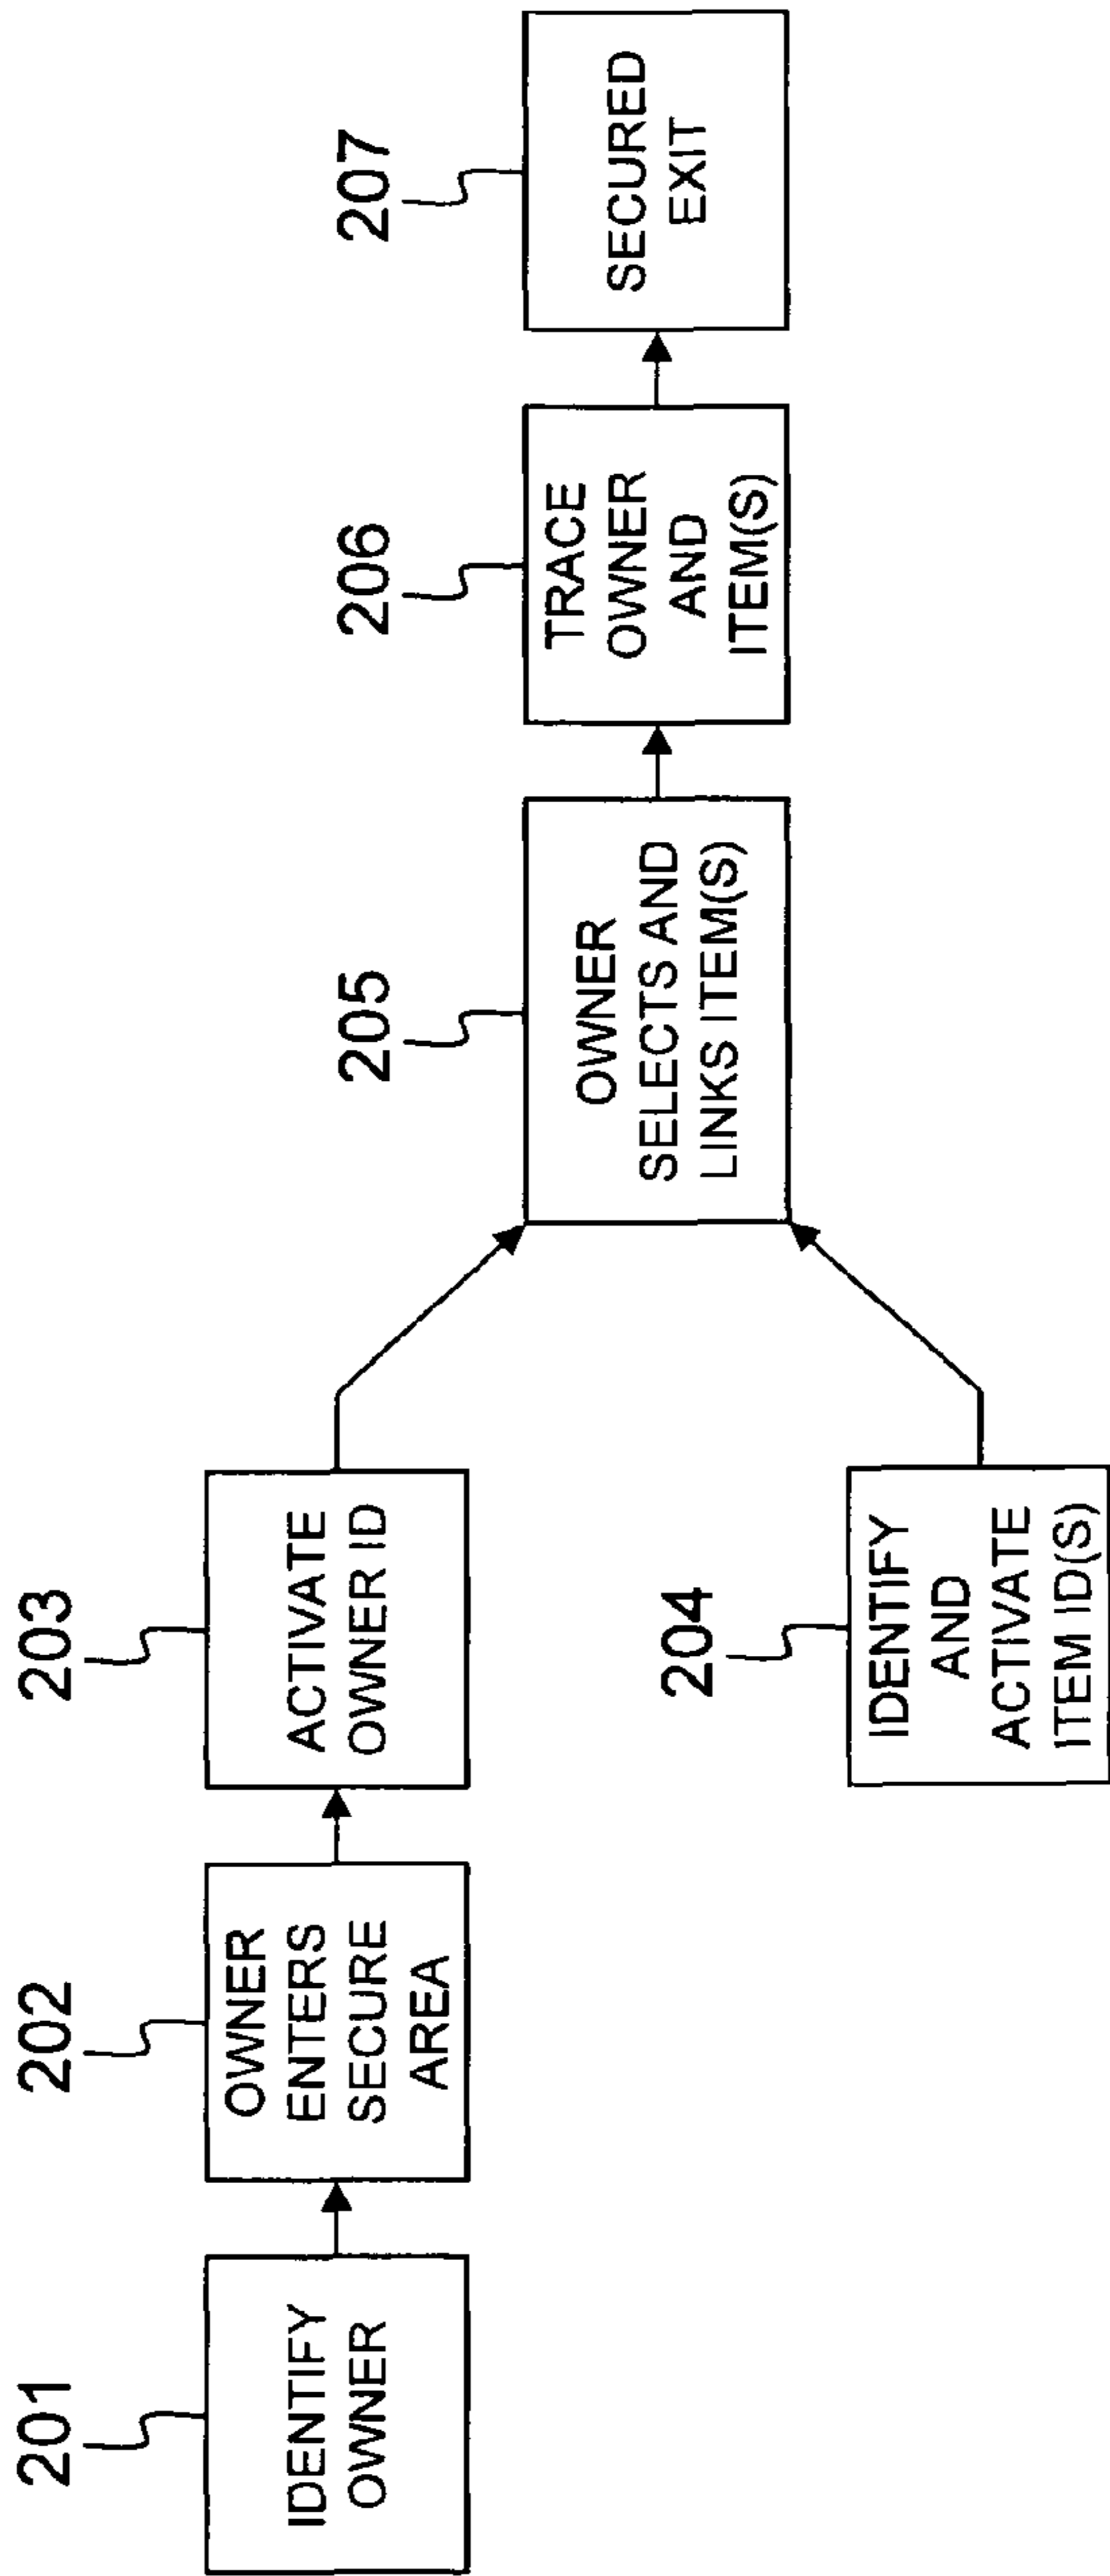 201
IDENTIFY
OWNER
202
OWNER
ENTERS
SECURE
AREA
203
ACTIVATE
OWNER ID
204
IDENTIFY
AND
ACTIVATE
ITEM ID(S)
205
OWNER
SELECTS AND
LINKS ITEM(S)
206
TRACE
OWNER
AND
ITEM(S)
207
SECURED
EXIT